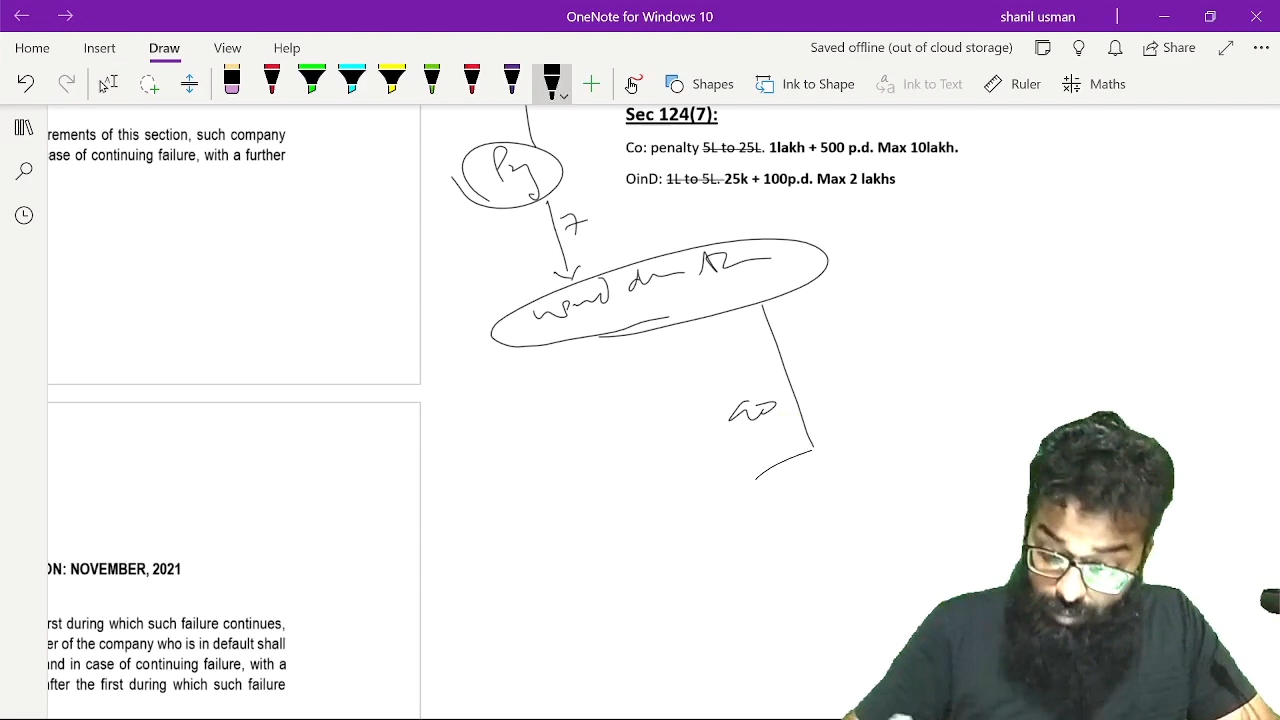 OneNote for Windows 10
shanil usman
Home Insert Draw View Help
Saved offline (out of cloud storage)
Share
Shapes
Ink to Shape
Ink to Text
Ruler
Maths
rements of this section, such company
ase of continuing failure, with a further
Sec 124(7):
Co: penalty 5L to 25L. 1lakh + 500 p.d. Max 10lakh.
OinD: 1L to 5L. 25k + 100p.d. Max 2 lakhs
7
ON: NOVEMBER, 2021
rst during which such failure continues,
er of the company who is in default shall
and in case of continuing failure, with a
after the first during which such failure